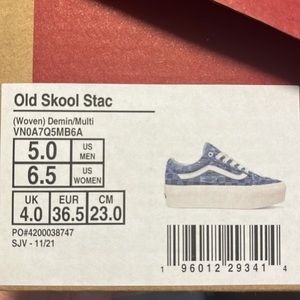 Old Skool Stac
(Woven) Demin/Multi
VN0A7Q5MB6A
5.0 US MEN
6.5 US WOMEN
UK EUR CM
4.0 36.5 23.0
PO#4200038747
SJV - 11/21
1 96012 29341 4